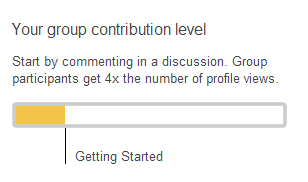 Your group contribution level
Start by commenting in a discussion. Group
participants get 4x the number of profile views.
Getting Started